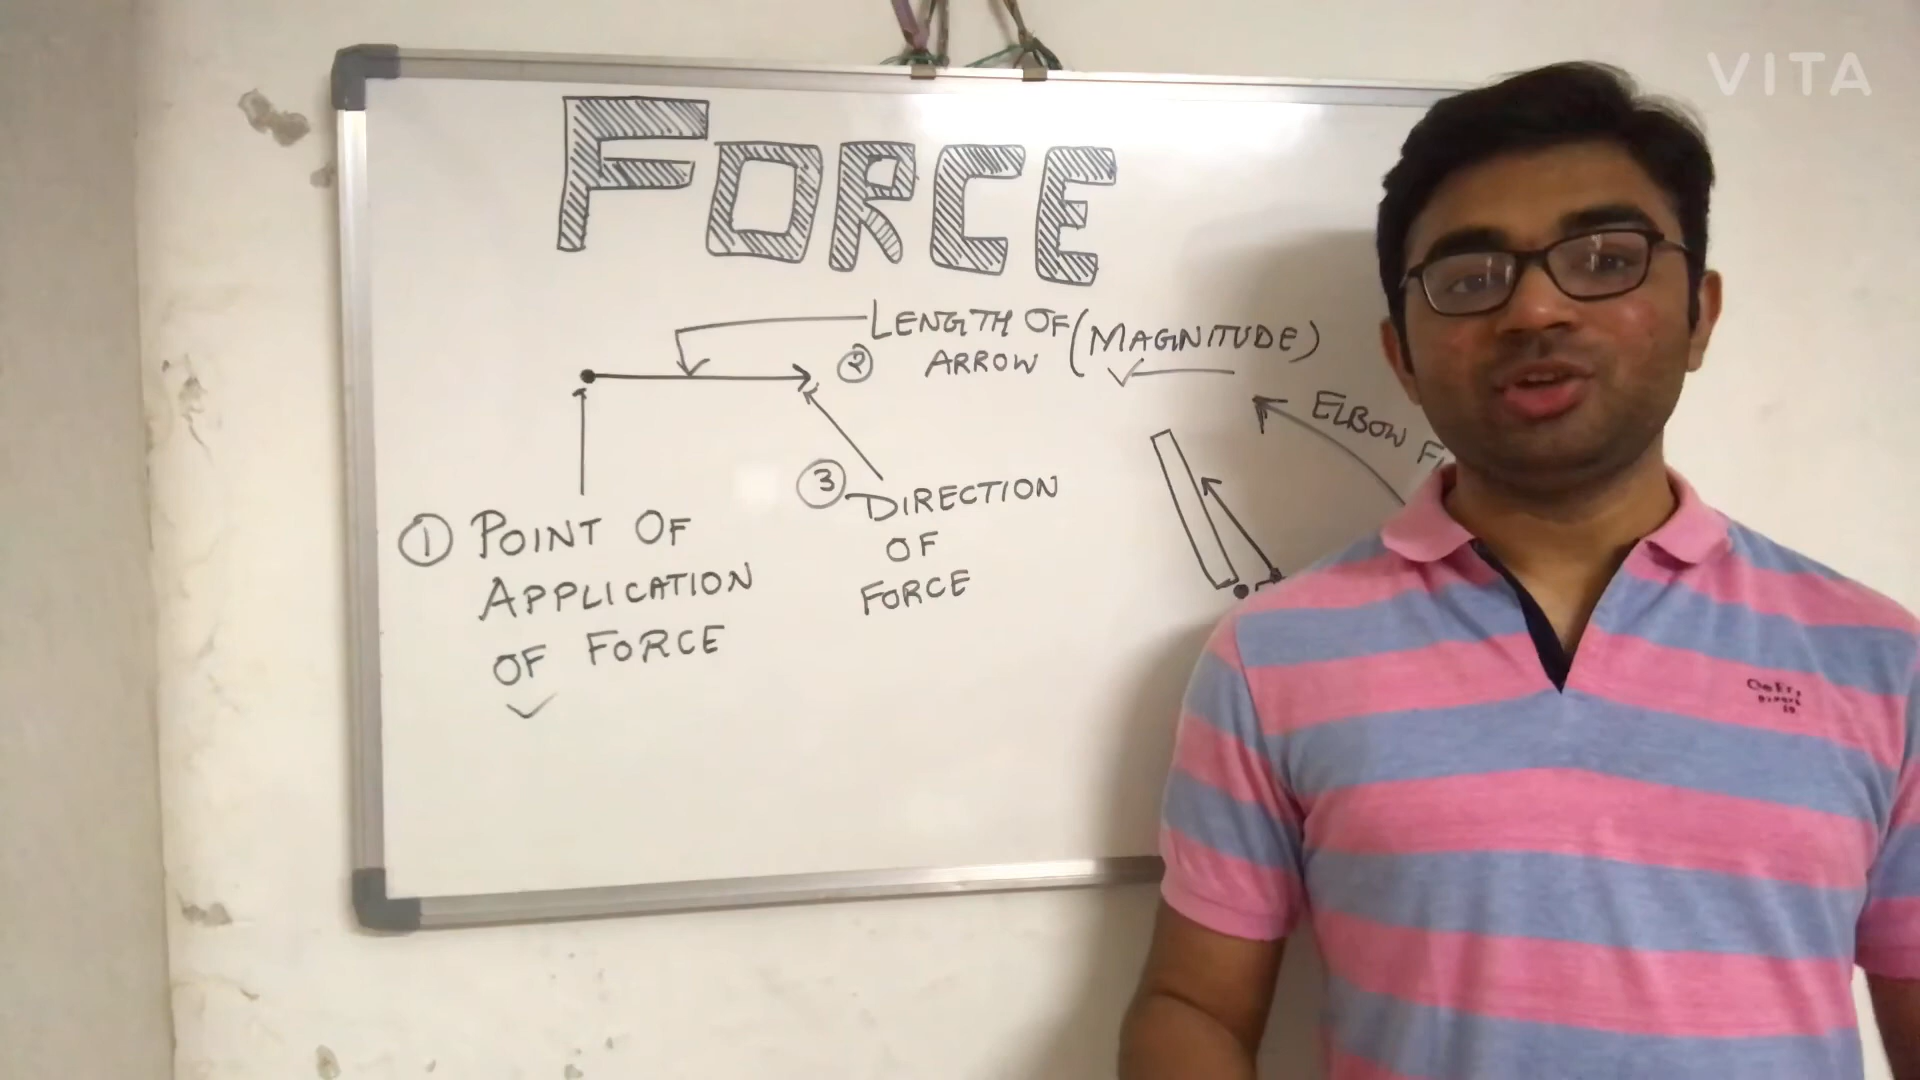 VITA
FORCE
LENGTH OF
② ARROW (MAGNITUDE)
ELBOW
① POINT OF
APPLICATION
OF FORCE
③ DIRECTION
OF
FORCE